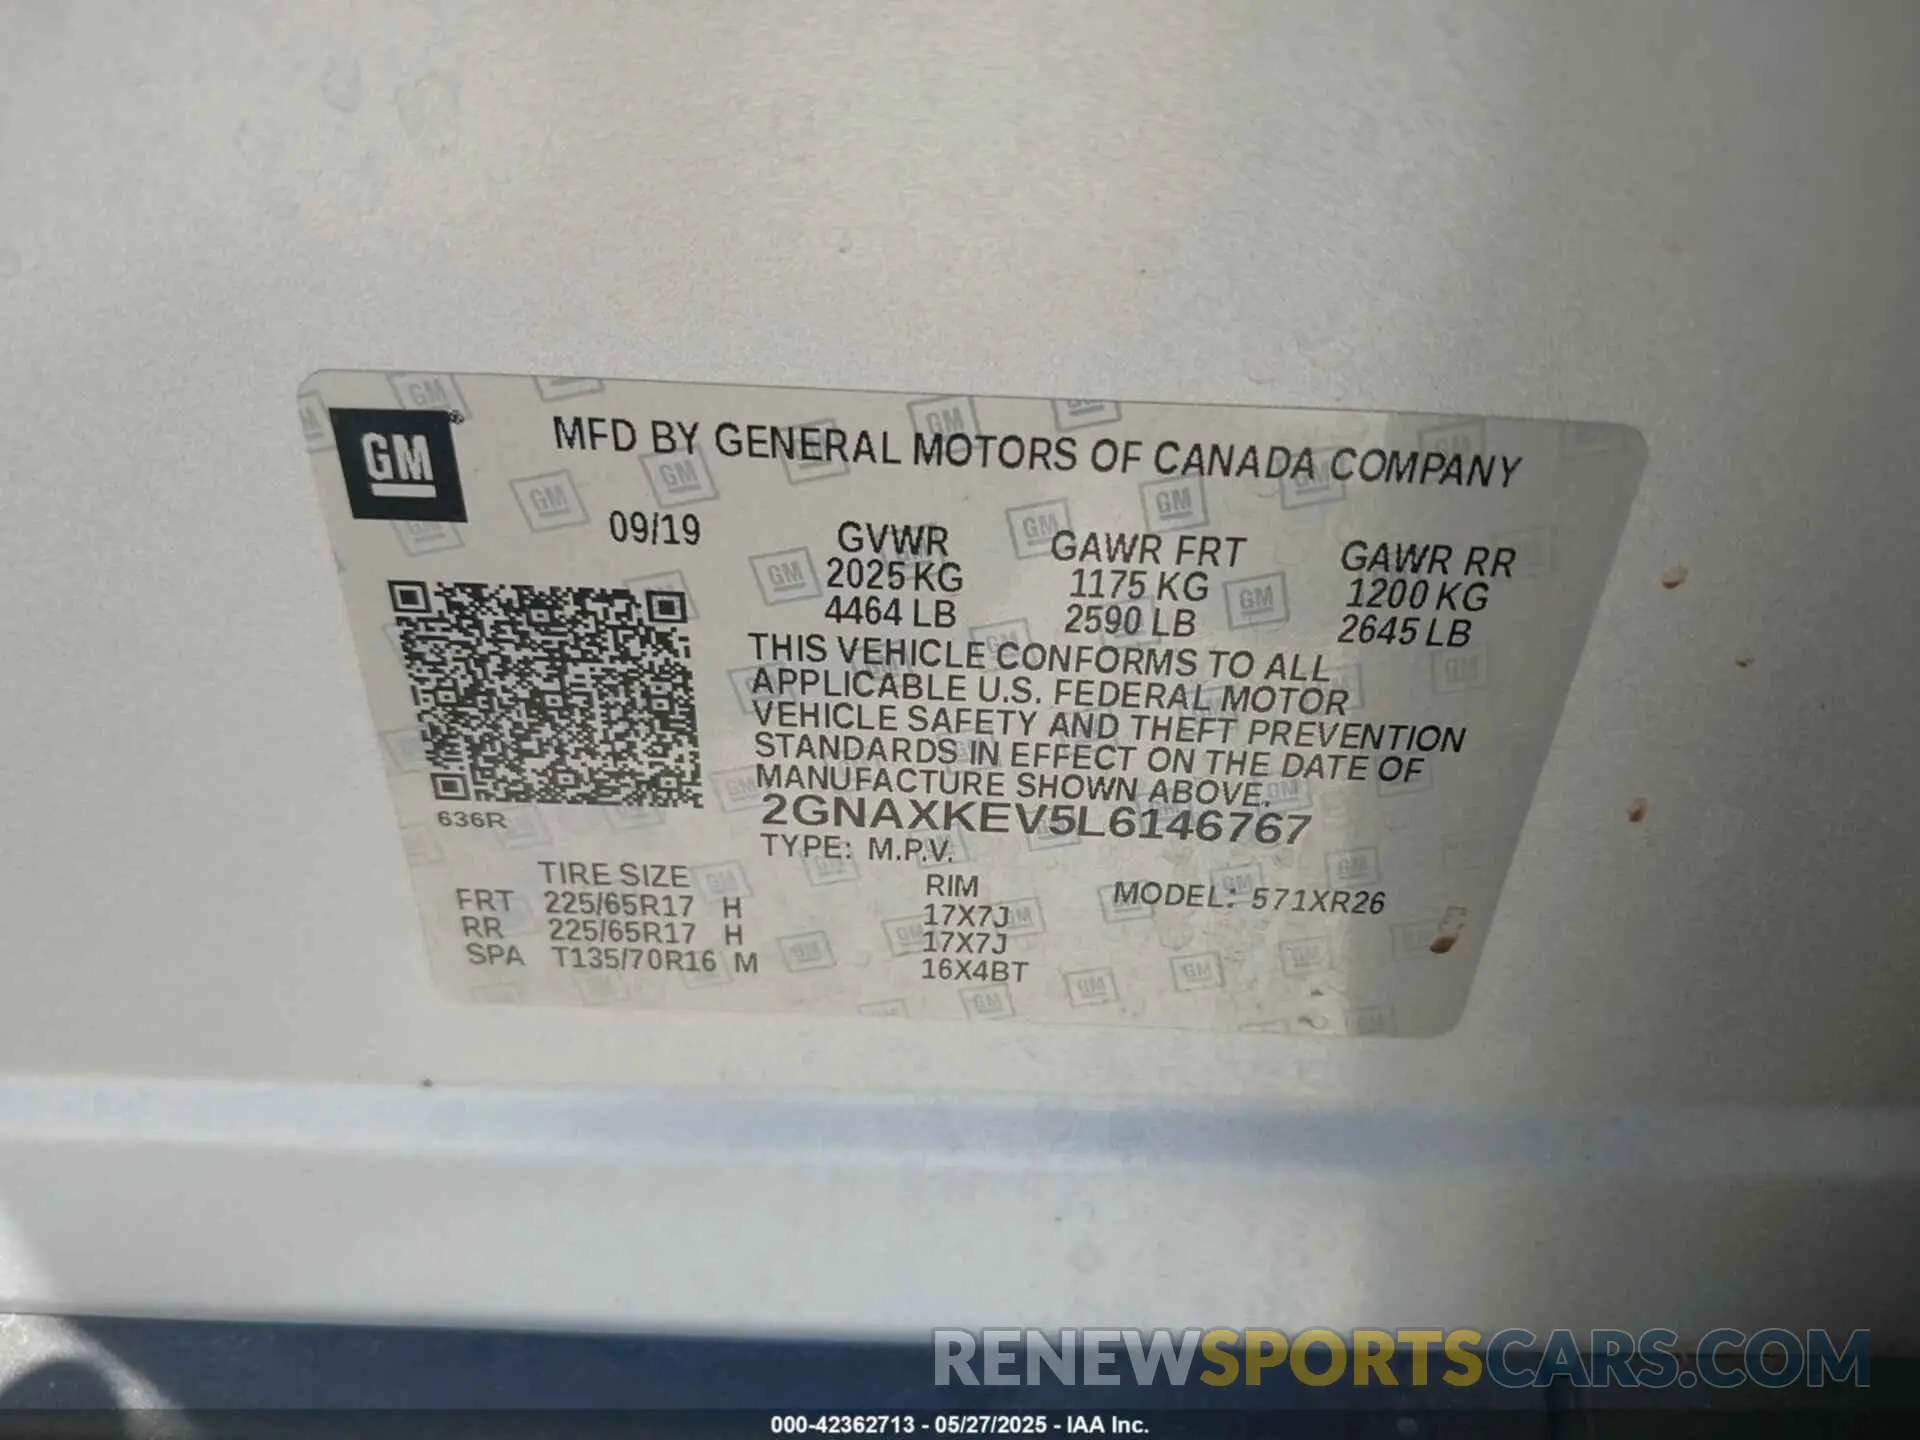 GM ®
MFD BY GENERAL MOTORS OF CANADA COMPANY
09/19
GVWR GAWR FRT GAWR RR
2025 KG 1175 KG 1200 KG
4464 LB 2590 LB 2645 LB
THIS VEHICLE CONFORMS TO ALL
APPLICABLE U.S. FEDERAL MOTOR
VEHICLE SAFETY AND THEFT PREVENTION
STANDARDS IN EFFECT ON THE DATE OF
MANUFACTURE SHOWN ABOVE.
636R
2GNAXKEV5L6146767
TYPE: M.P.V.
TIRE SIZE RIM MODEL: 571XR26
FRT 225/65R17 H 17X7J
RR 225/65R17 H 17X7J
SPA T135/70R16 M 16X4BT
RENEWSPORTSCARS.COM
000-42362713 - 05/27/2025 - IAA Inc.